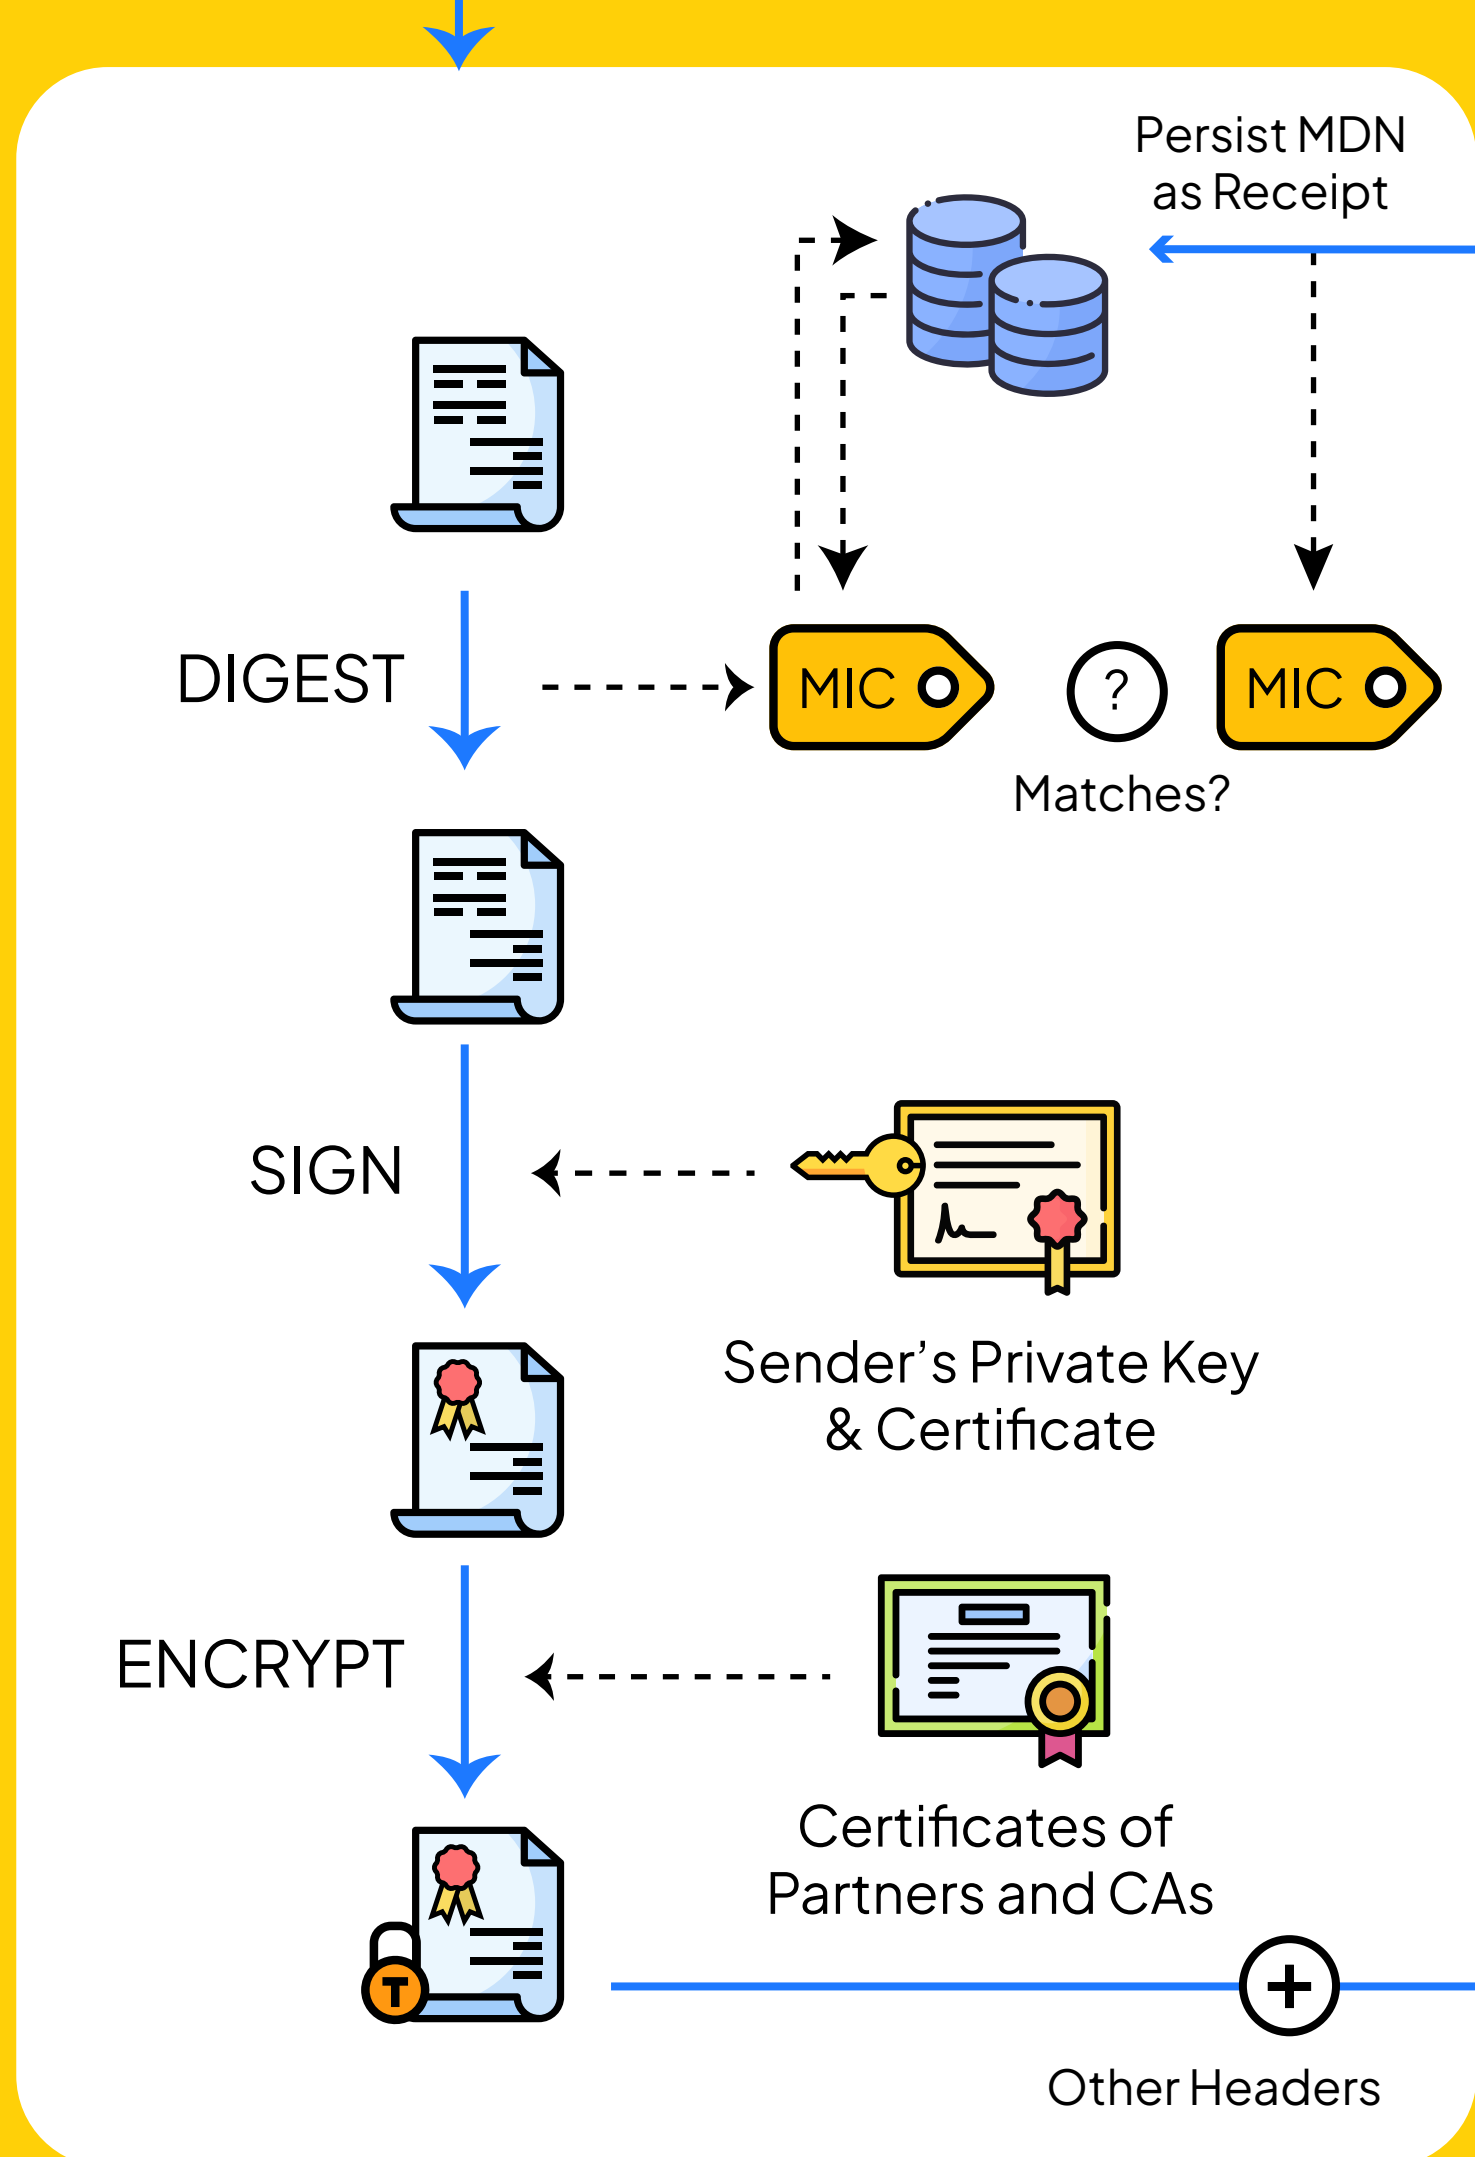 Persist MDN
as Receipt
DIGEST
MIC
?
MIC
Matches?
SIGN
Sender’s Private Key
& Certificate
ENCRYPT
Certificates of
Partners and CAs
T
+
Other Headers